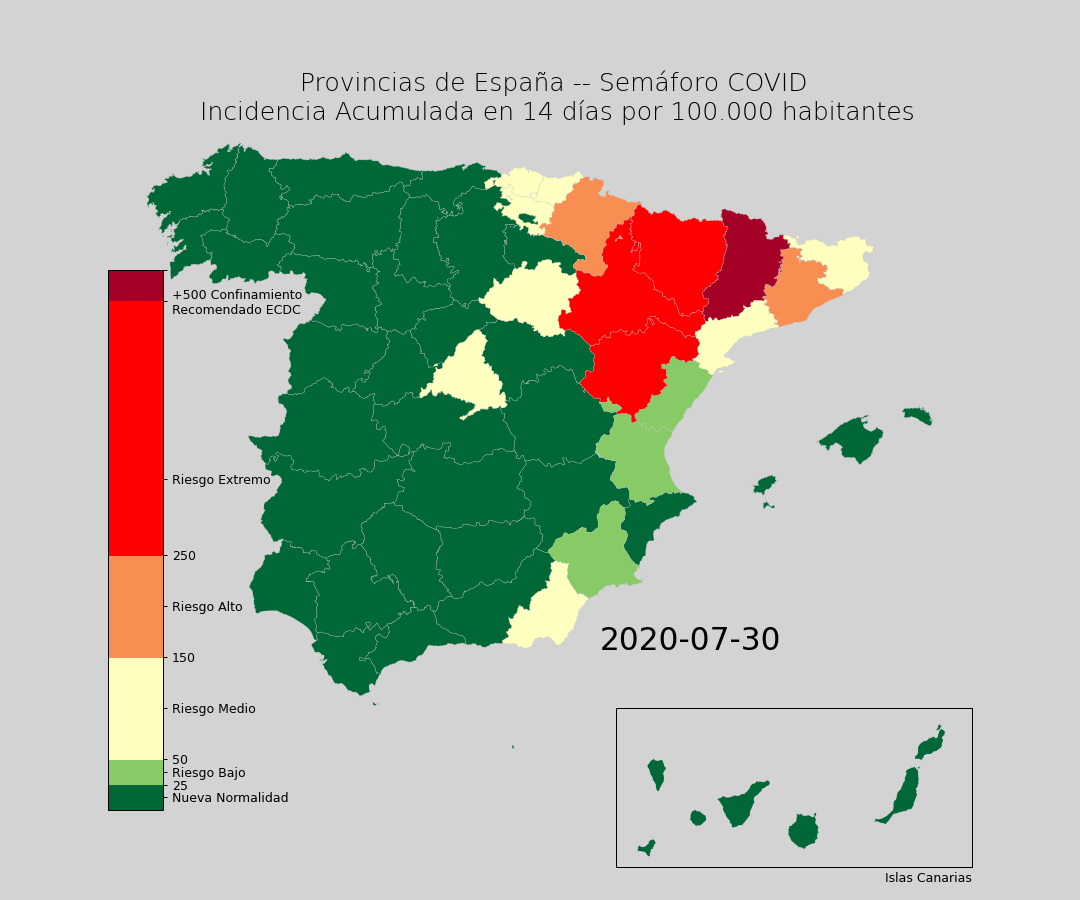 Provincias de España -- Semáforo COVID
Incidencia Acumulada en 14 días por 100.000 habitantes
+500 Confinamiento
Recomendado ECDC
Riesgo Extremo
250
Riesgo Alto
150
Riesgo Medio
50
Riesgo Bajo
25
Nueva Normalidad
2020-07-30
Islas Canarias